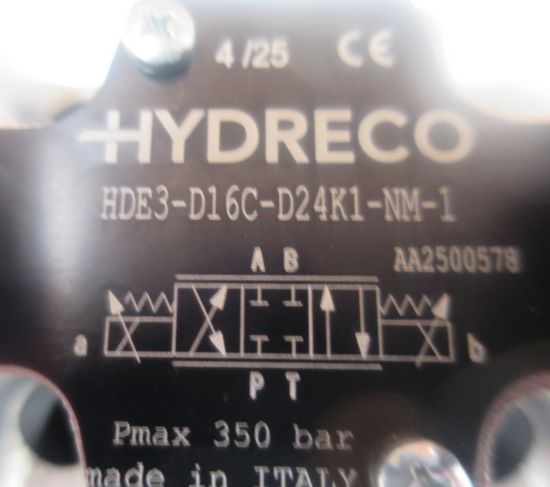 4/25 CE
HYDRECO
HDE3-D16C-D24K1-NM-1
A B AA2500578
a b
P T
Pmax 350 bar
made in ITALY